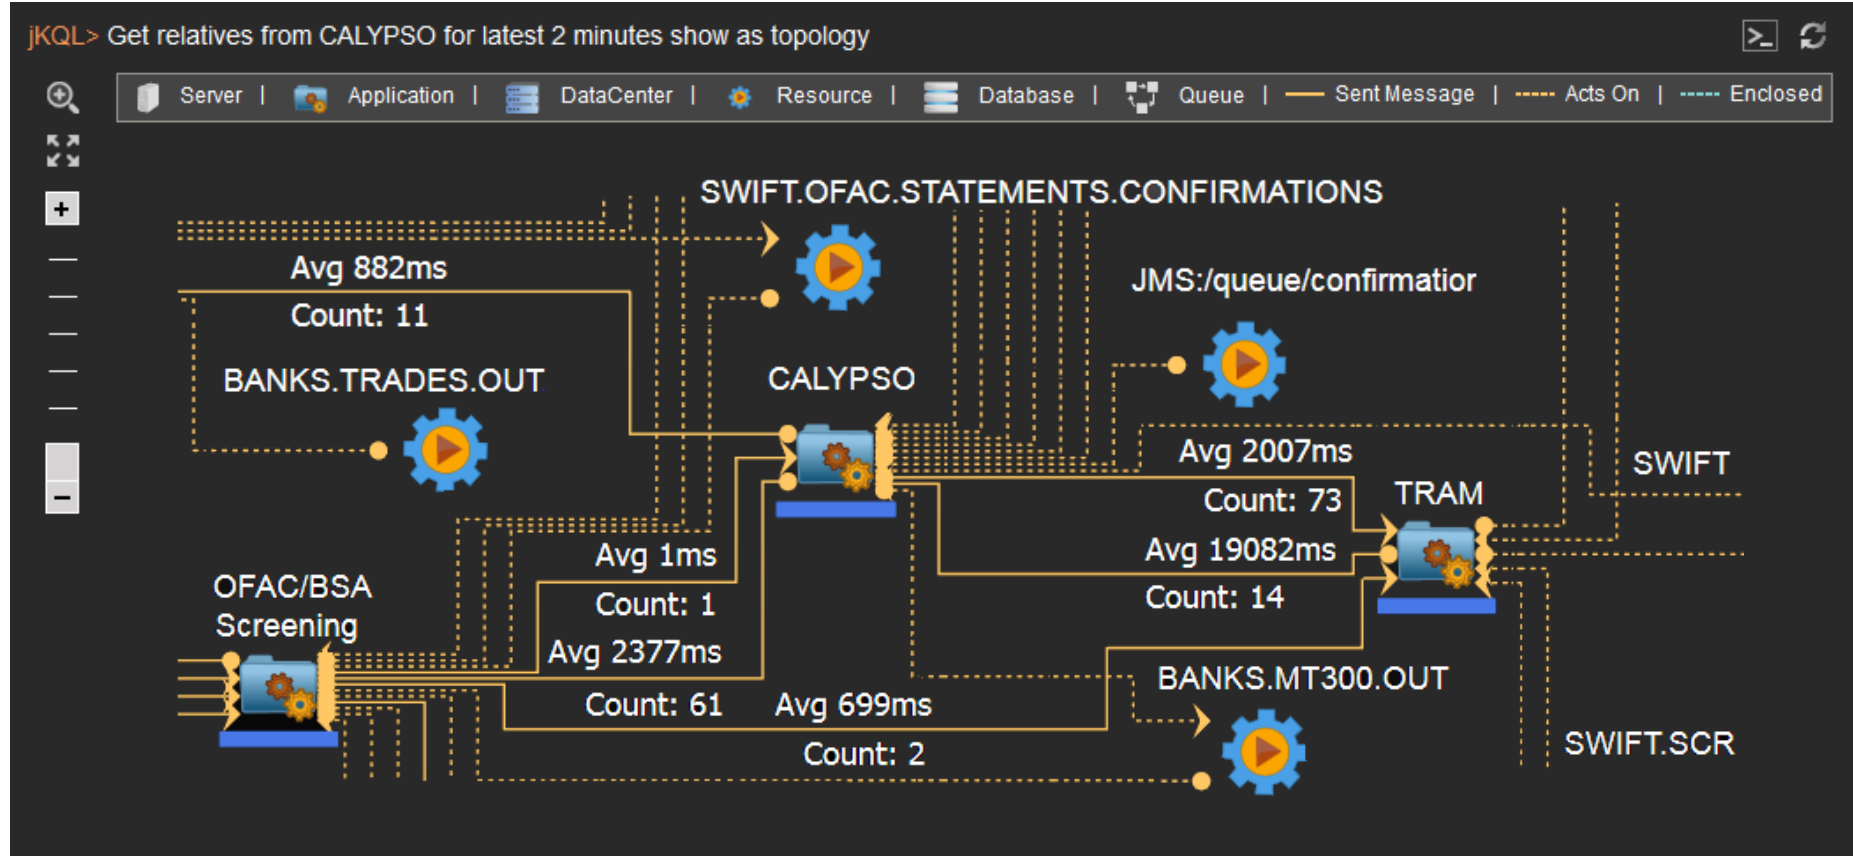 jKQL> Get relatives from CALYPSO for latest 2 minutes show as topology
Server | Application | DataCenter | Resource | Database | Queue | Sent Message | Acts On | Enclosed
SWIFT.OFAC.STATEMENTS.CONFIRMATIONS
Avg 882ms
Count: 11
JMS:/queue/confirmatior
BANKS.TRADES.OUT
CALYPSO
Avg 2007ms
Count: 73
SWIFT
TRAM
Avg 19082ms
Count: 14
Avg 1ms
Count: 1
OFAC/BSA
Screening
Avg 2377ms
Count: 61
Avg 699ms
Count: 2
BANKS.MT300.OUT
SWIFT.SCR